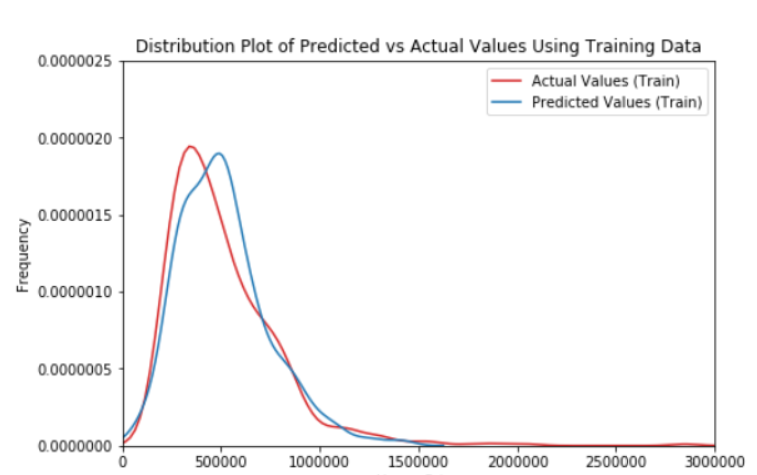 Distribution Plot of Predicted vs Actual Values Using Training Data
0.0000025
Actual Values (Train)
Predicted Values (Train)
0.0000020
0.0000015
Frequency
0.0000010
0.0000005
0.0000000
0 500000 1000000 1500000 2000000 2500000 3000000